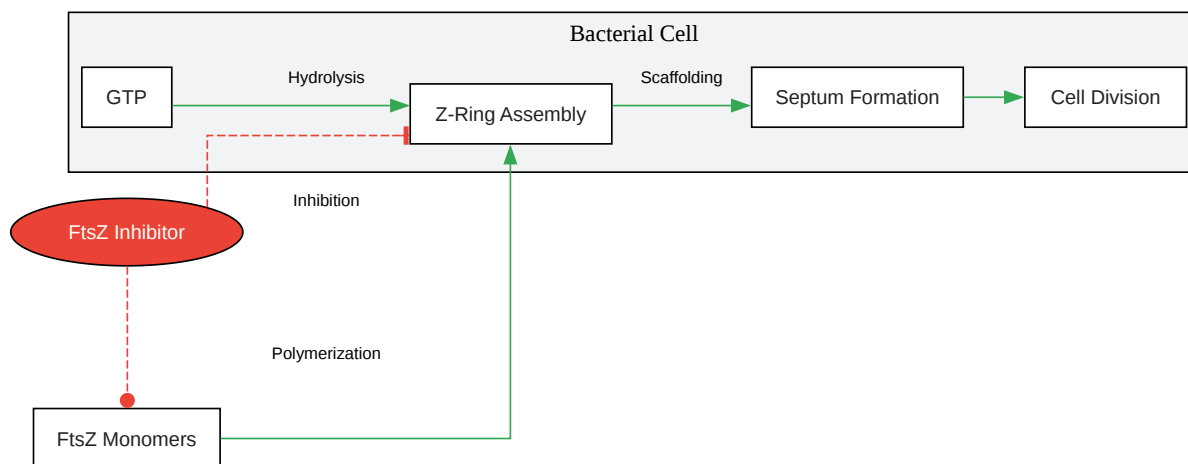 Bacterial Cell
Hydrolysis
Scaffolding
GTP
Z-Ring Assembly
Septum Formation
Cell Division
Inhibition
FtsZ Inhibitor
Polymerization
FtsZ Monomers